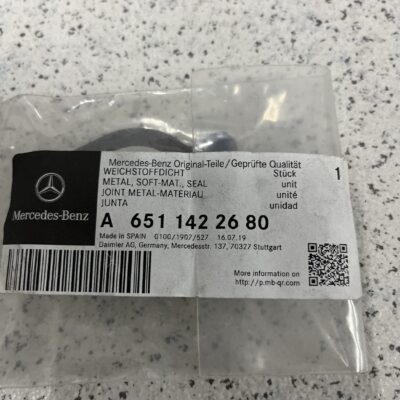 Mercedes-Benz Original-Teile/Geprüfte Qualität
WEICHSTOFFDICHT Stück 1
METAL, SOFT-MAT., SEAL unit
JOINT METAL-MATERIAU unité
JUNTA unidad
Mercedes-Benz
A 651 142 26 80
Made in SPAIN 0100/1907/527 16.07.19
Daimler AG, Germany, Mercedesstr. 137, 70327 Stuttgart
More information on
http://p.mb-qr.com